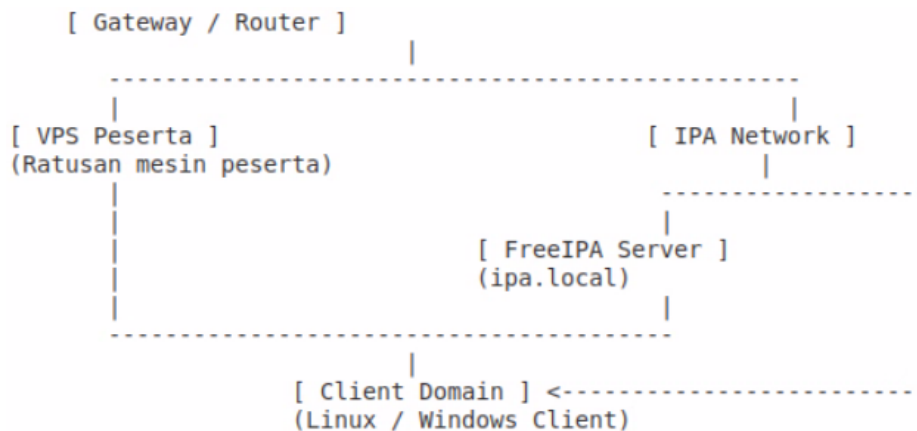 [ Gateway / Router ]
[ VPS Peserta ]
[ IPA Network ]
(Ratusan mesin peserta)
[ FreeIPA Server ]
(ipa.local)
[ Client Domain ] <-------------------------
(Linux / Windows Client)